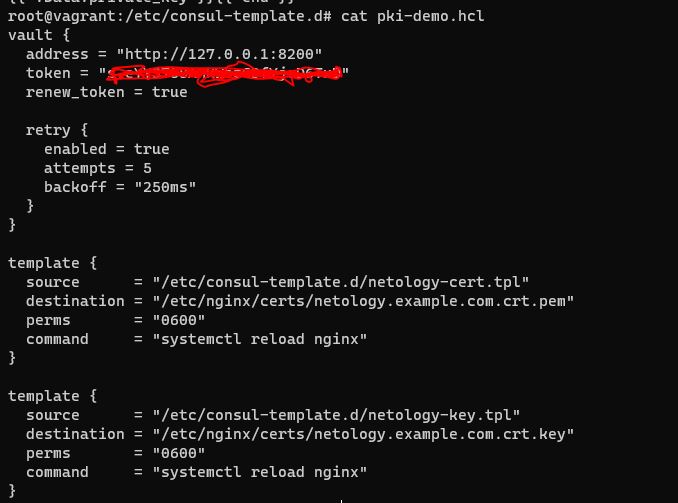 root@vagrant:/etc/consul-template.d# cat pki-demo.hcl
vault {
  address = "http://127.0.0.1:8200"
  token = "
  renew_token = true

  retry {
    enabled = true
    attempts = 5
    backoff = "250ms"
  }
}

template {
  source      = "/etc/consul-template.d/netology-cert.tpl"
  destination = "/etc/nginx/certs/netology.example.com.crt.pem"
  perms       = "0600"
  command     = "systemctl reload nginx"
}

template {
  source      = "/etc/consul-template.d/netology-key.tpl"
  destination = "/etc/nginx/certs/netology.example.com.crt.key"
  perms       = "0600"
  command     = "systemctl reload nginx"
}